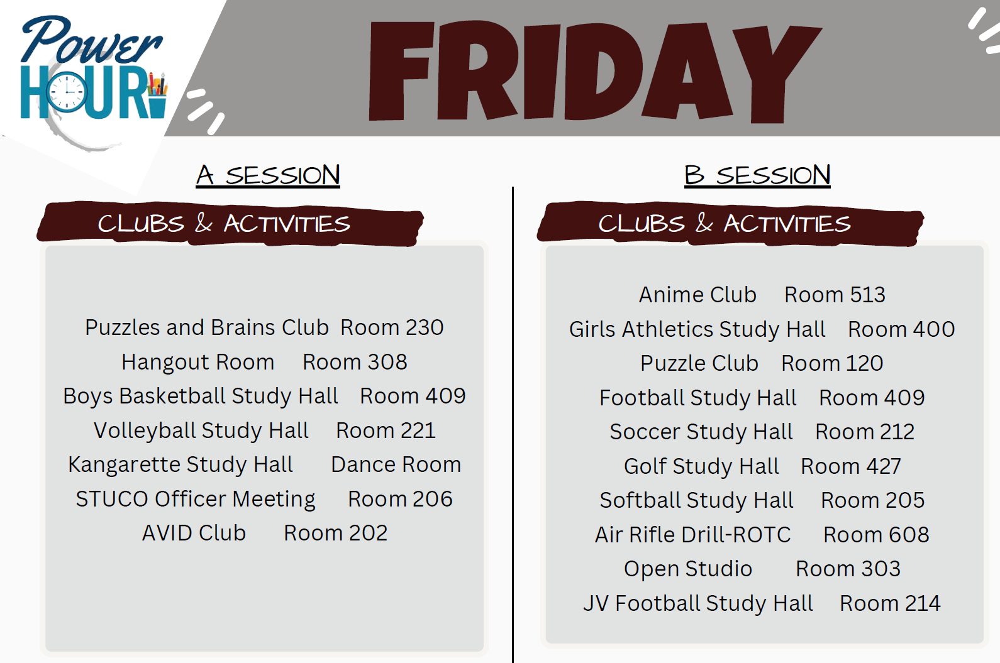 Power
HOUR
FRIDAY
A SESSION
CLUBS & ACTIVITIES
Puzzles and Brains Club Room 230
Hangout Room Room 308
Boys Basketball Study Hall Room 409
Volleyball Study Hall Room 221
Kangarette Study Hall Dance Room
STUCO Officer Meeting Room 206
AVID Club Room 202
B SESSION
CLUBS & ACTIVITIES
Anime Club Room 513
Girls Athletics Study Hall Room 400
Puzzle Club Room 120
Football Study Hall Room 409
Soccer Study Hall Room 212
Golf Study Hall Room 427
Softball Study Hall Room 205
Air Rifle Drill-ROTC Room 608
Open Studio Room 303
JV Football Study Hall Room 214